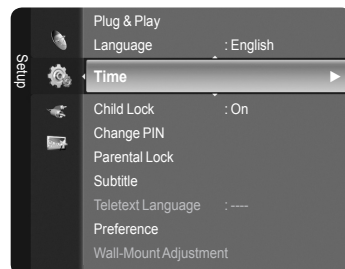 Setup
Plug & Play
Language : English
Time
Child Lock : On
Change PIN
Parental Lock
Subtitle
Teletext Language : ----
Preference
Wall-Mount Adjustment